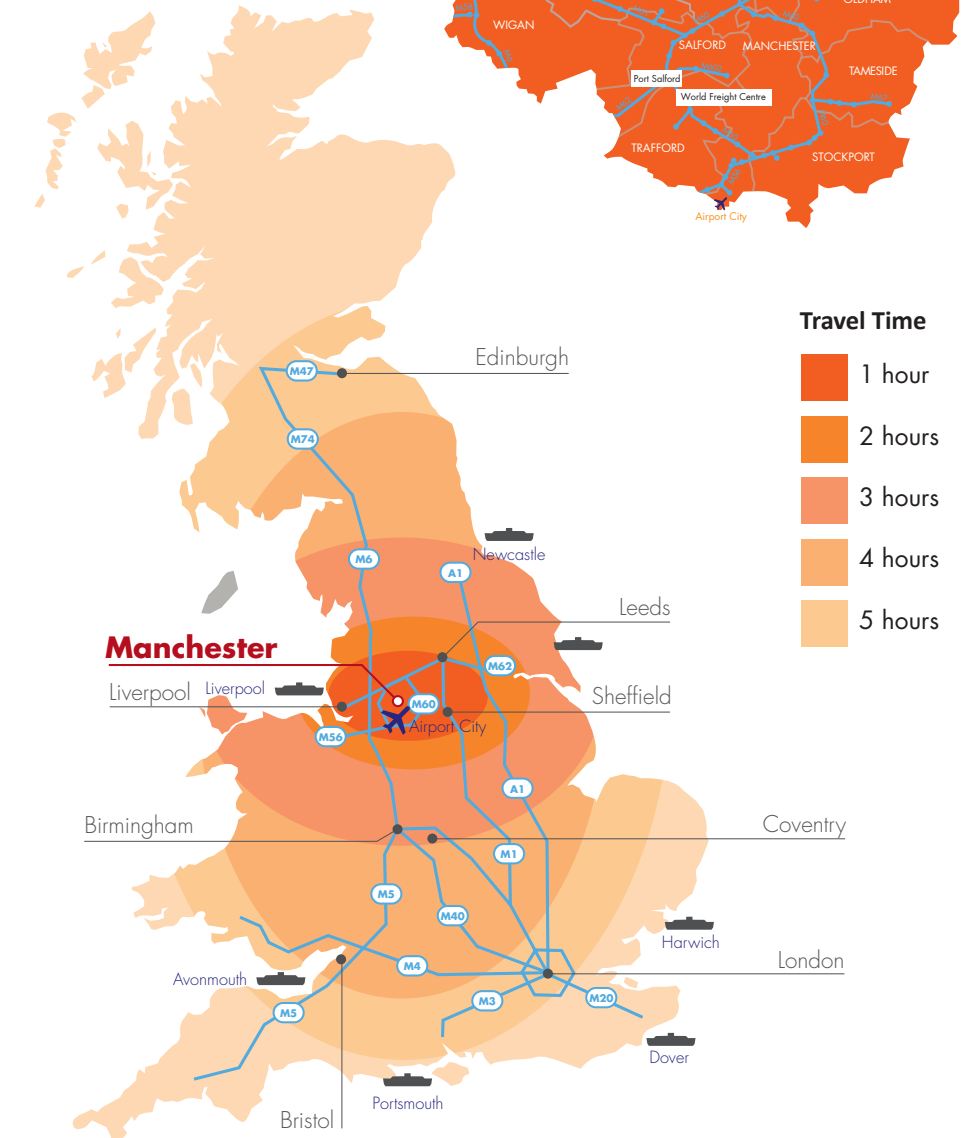 OLDHAM
WIGAN
SALFORD
MANCHESTER
TAMESIDE
Port Salford
World Freight Centre
TRAFFORD
STOCKPORT
Airport City
Travel Time
1 hour
2 hours
3 hours
4 hours
5 hours
Edinburgh
M47
M74
Newcastle
M6
A1
Leeds
Manchester
M62
Liverpool
Liverpool
Sheffield
M60
Airport City
M56
A1
Birmingham
Coventry
M1
M5
M40
Harwich
London
M4
Avonmouth
M3
M20
M5
Dover
Portsmouth
Bristol